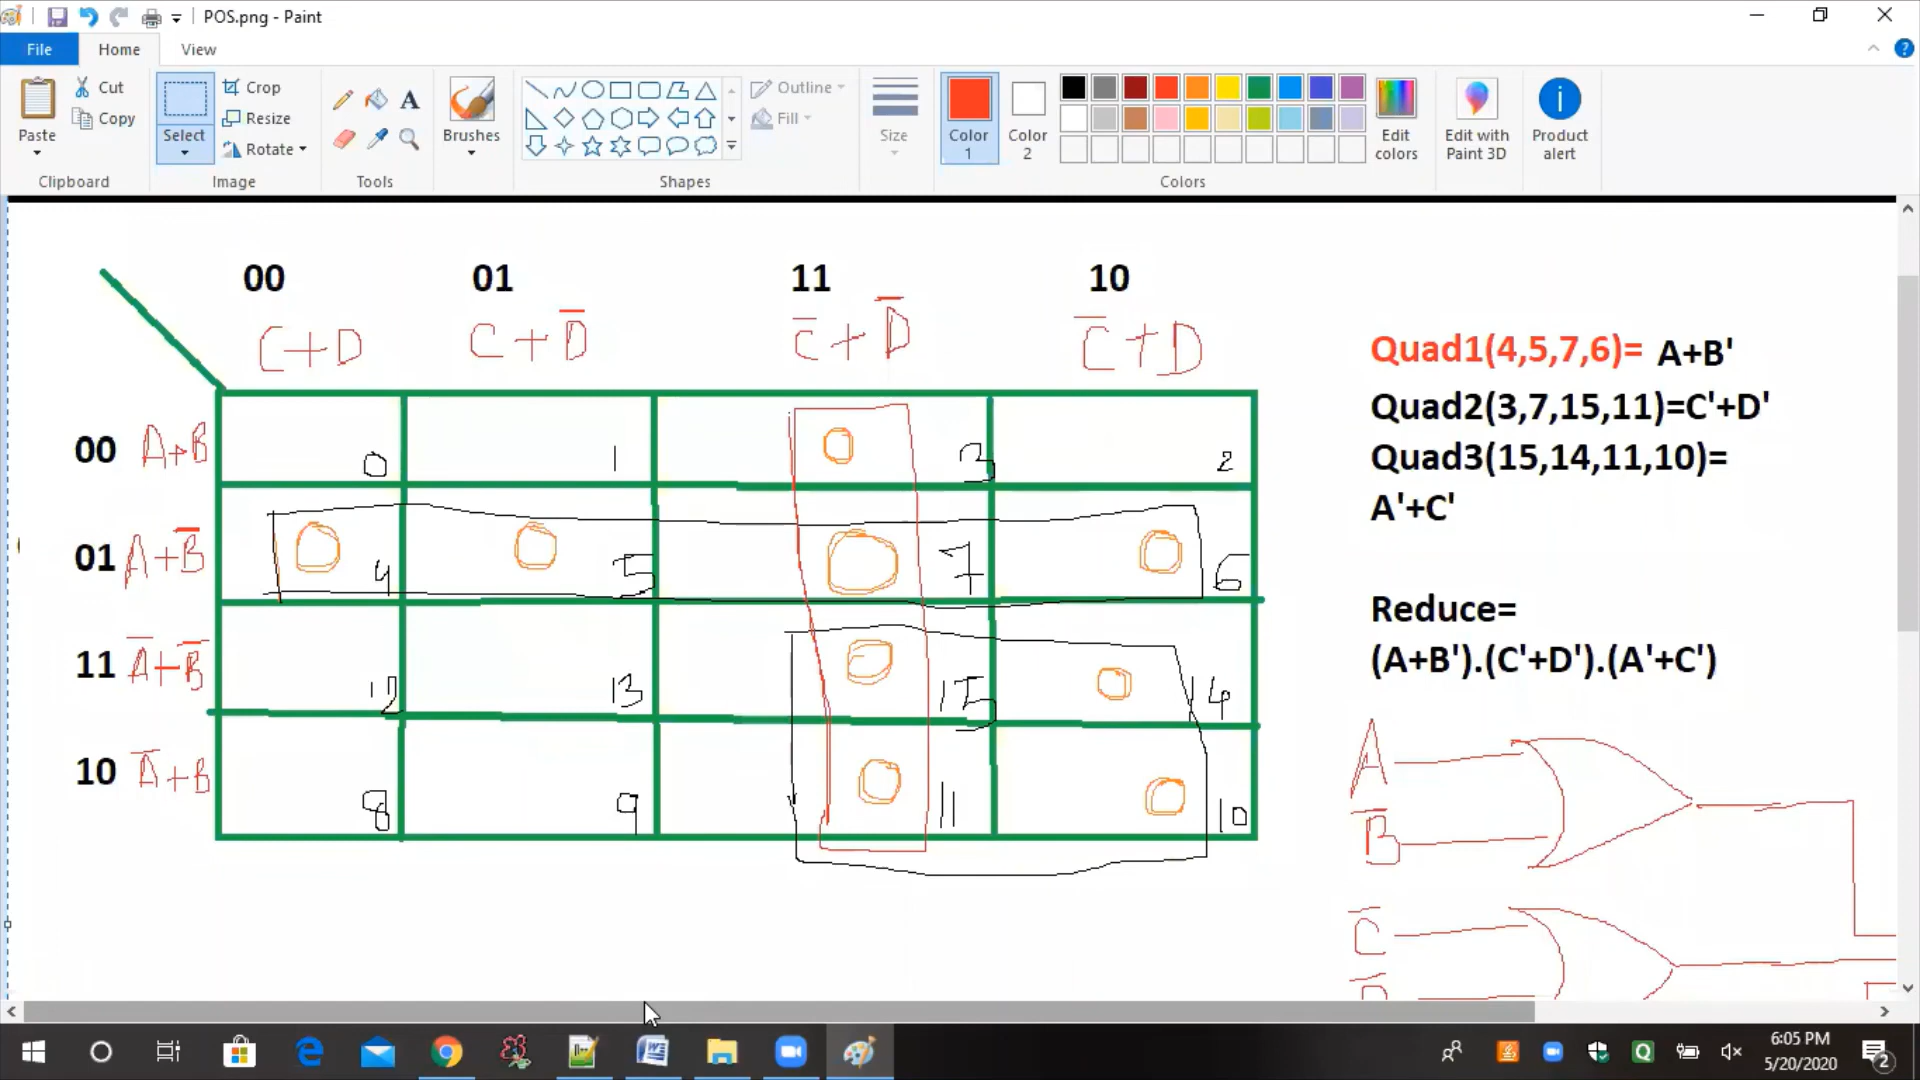 POS.png - Paint
File Home View
Paste Cut Copy Clipboard
Select Crop Resize Rotate Image
Tools
Brushes
Shapes
Outline Fill
Size
Color 1 Color 2
Edit colors
Colors
Edit with Paint 3D
Product alert
00 01 11 10
C+D C+D̅ C̅+D̅ C̅+D
00 A+B 0 1 3 2
01 A+B̅ 4 5 7 6
11 A̅+B̅ 12 13 15 14
10 A̅+B 8 9 11 10
Quad1(4,5,7,6)= A+B'
Quad2(3,7,15,11)=C'+D'
Quad3(15,14,11,10)=
A'+C'
Reduce=
(A+B').(C'+D').(A'+C')
A
B̅
C̅
6:05 PM
5/20/2020
2